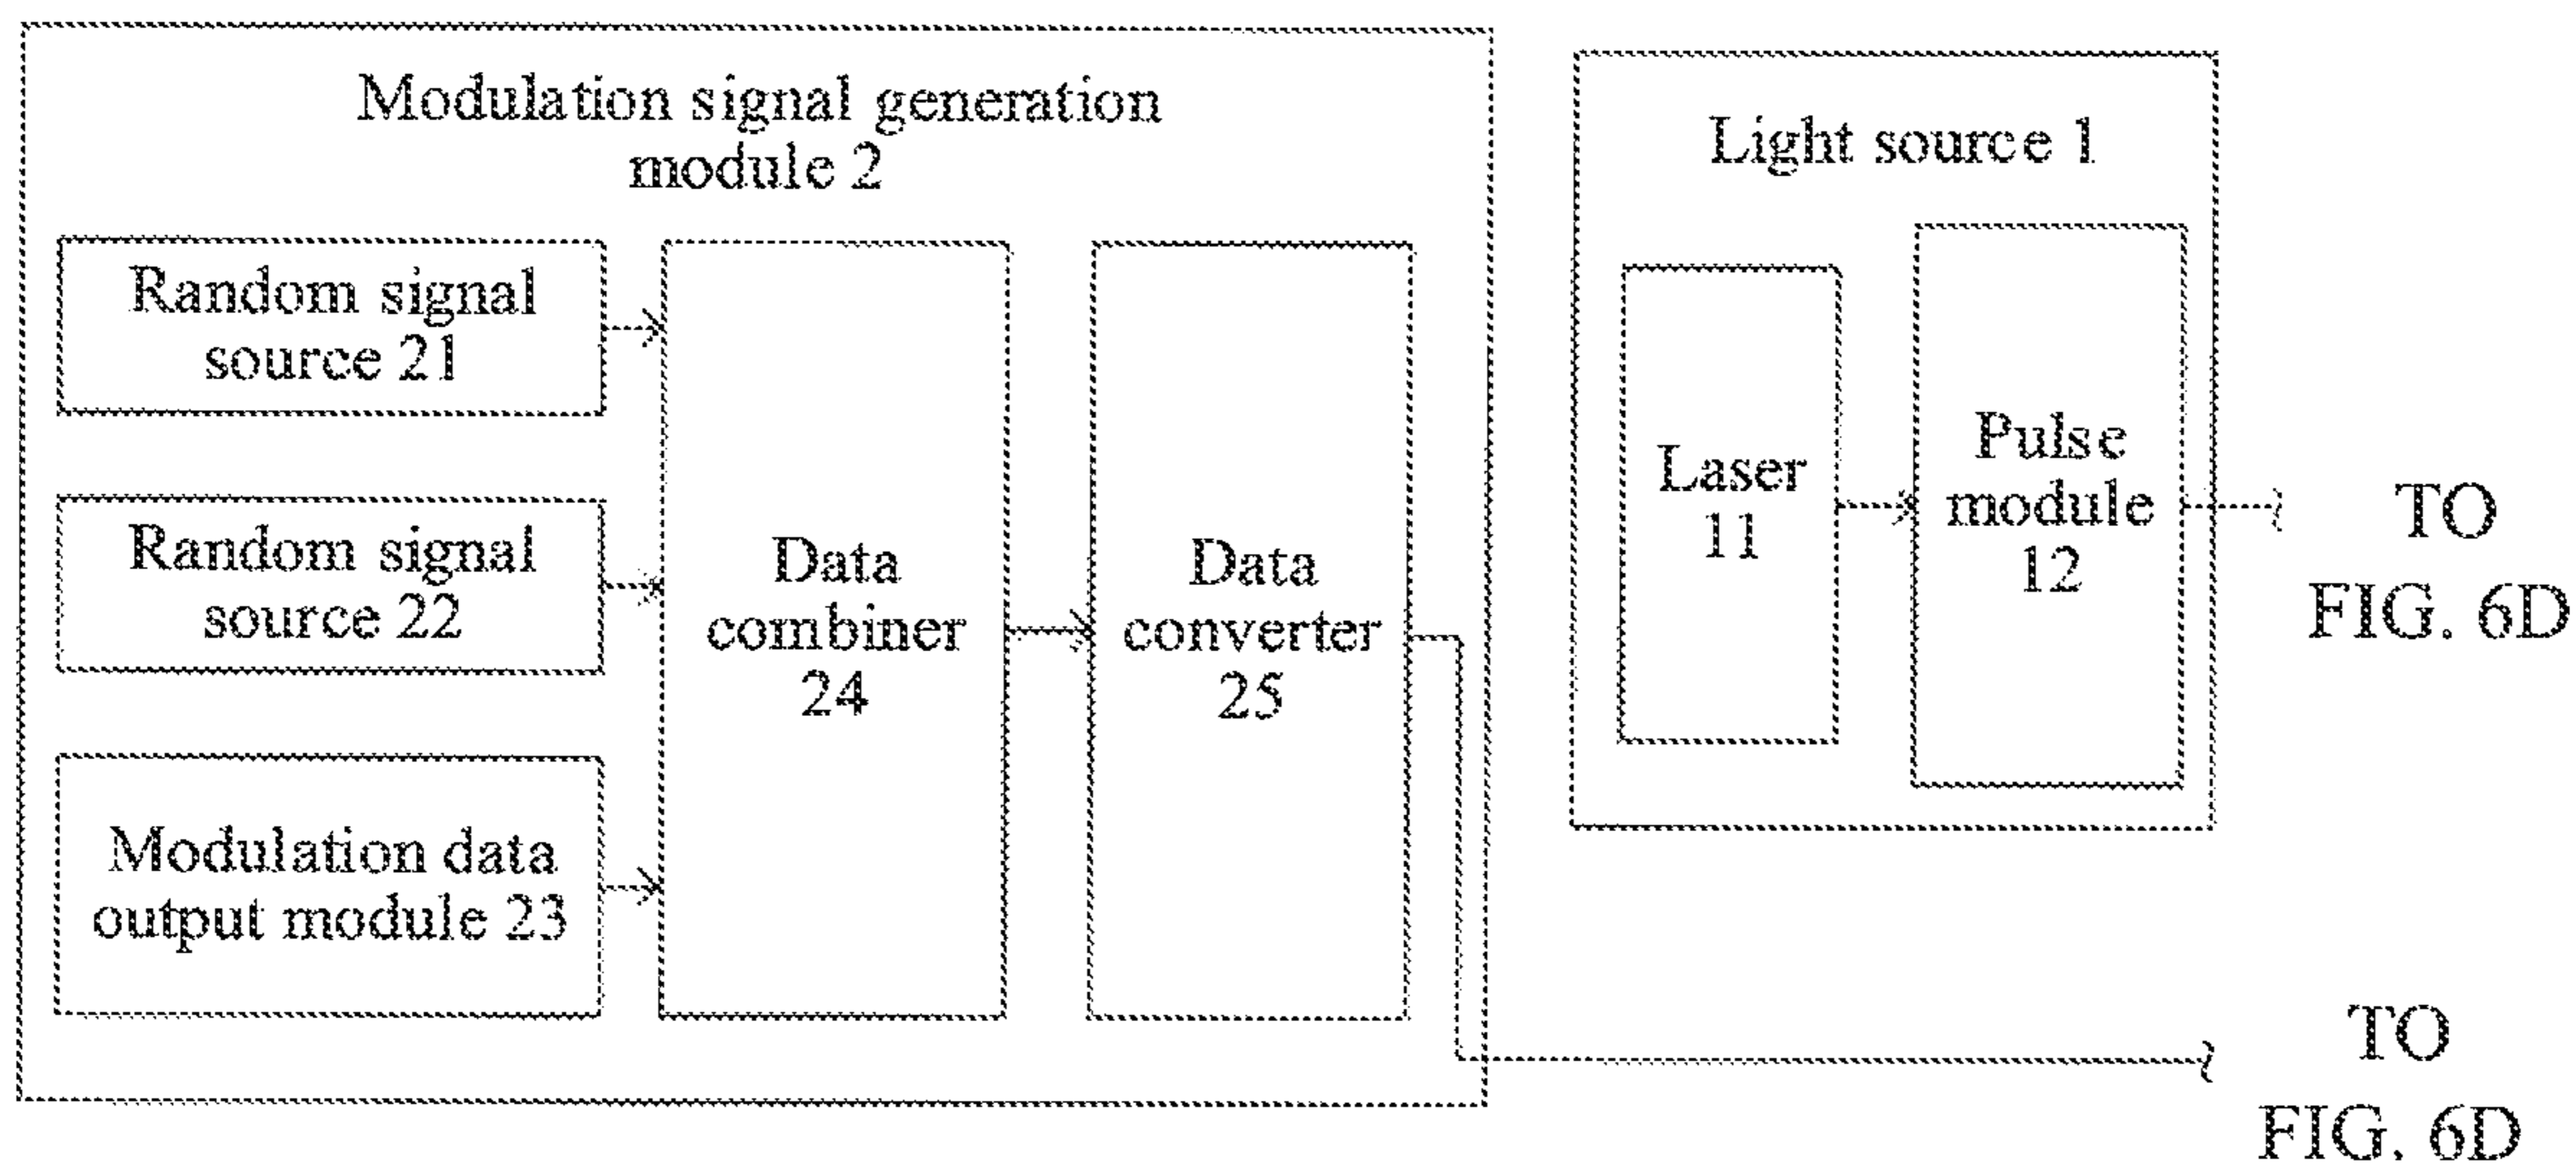 Modulation signal generation
module 2
Random signal
source 21
Random signal
source 22
Modulation data
output module 23
Data
combiner
24
Data
converter
25
Light source 1
Laser
11
Pulse
module
12
TO
FIG. 6D
TO
FIG. 6D